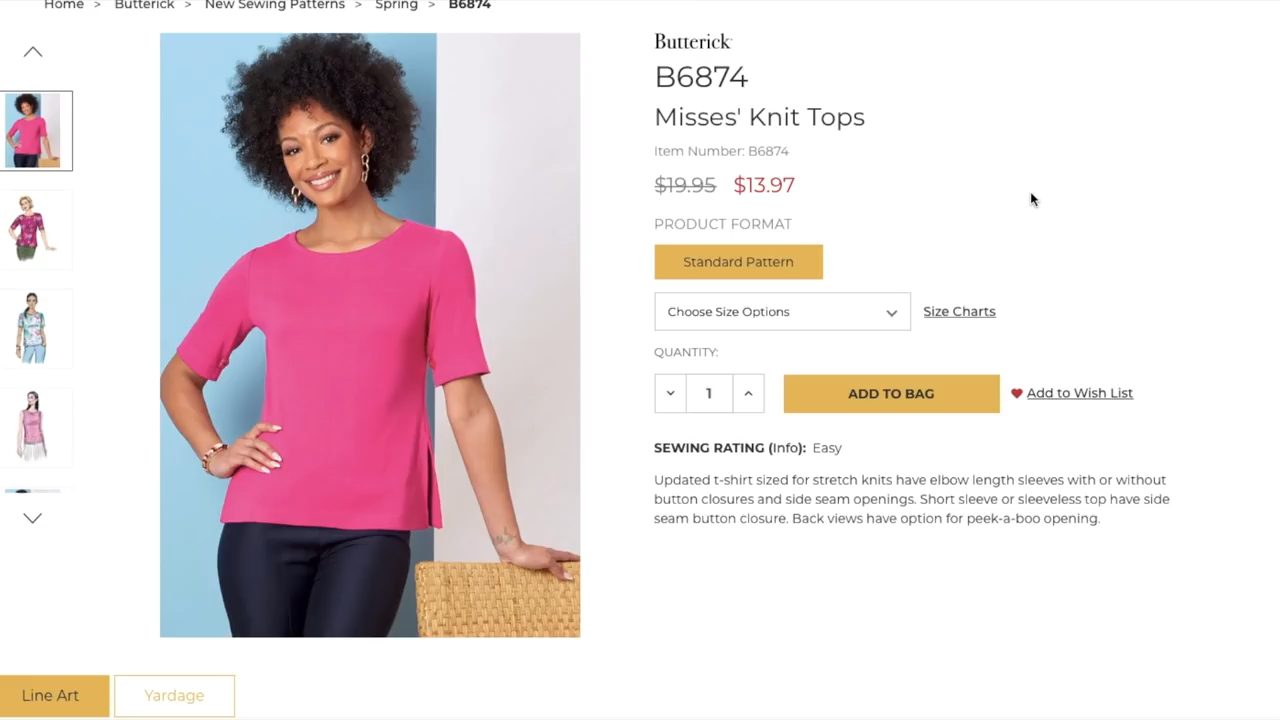 Home > Butterick > New Sewing Patterns > Spring > B6874
Butterick
B6874
Misses' Knit Tops
Item Number: B6874
$19.95 $13.97
PRODUCT FORMAT
Standard Pattern
Choose Size Options
Size Charts
QUANTITY:
1
ADD TO BAG
Add to Wish List
SEWING RATING (Info): Easy
Updated t-shirt sized for stretch knits have elbow length sleeves with or without
button closures and side seam openings. Short sleeve or sleeveless top have side
seam button closure. Back views have option for peek-a-boo opening.
Line Art
Yardage